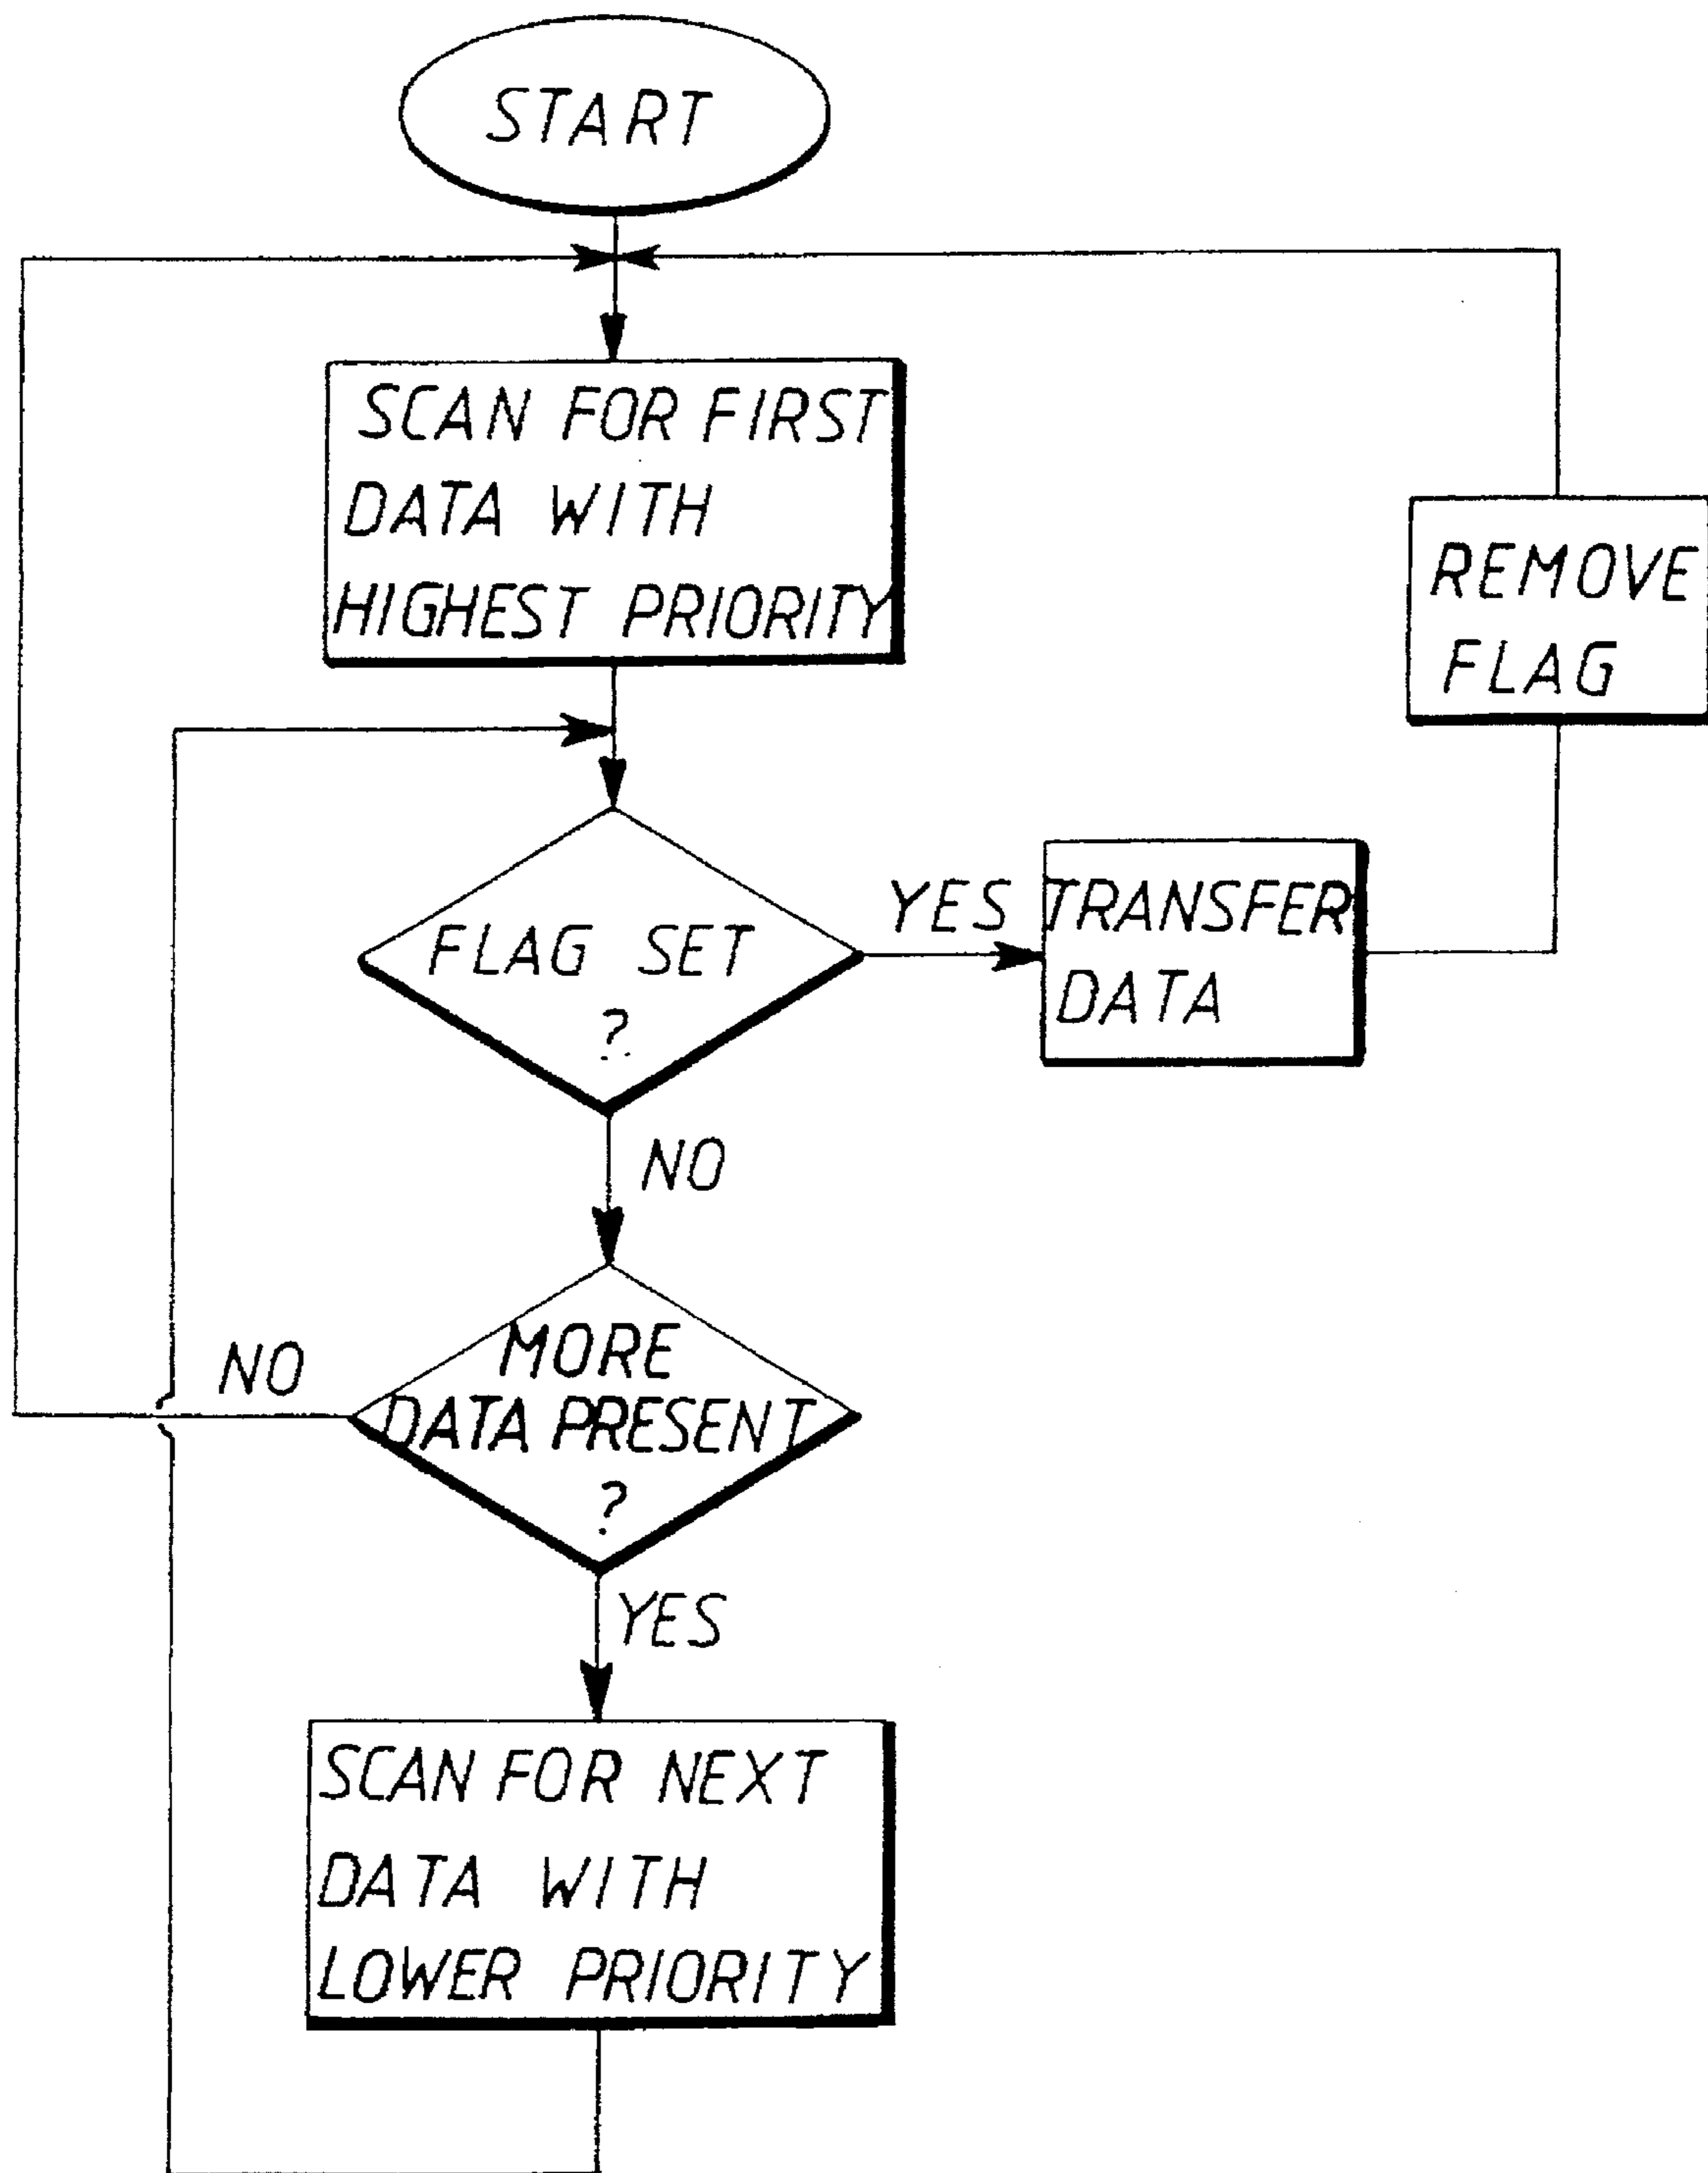 START
SCAN FOR FIRST
DATA WITH
HIGHEST PRIORITY
REMOVE
FLAG
FLAG SET
?
YES
TRANSFER
DATA
NO
MORE
DATA PRESENT
?
NO
YES
SCAN FOR NEXT
DATA WITH
LOWER PRIORITY